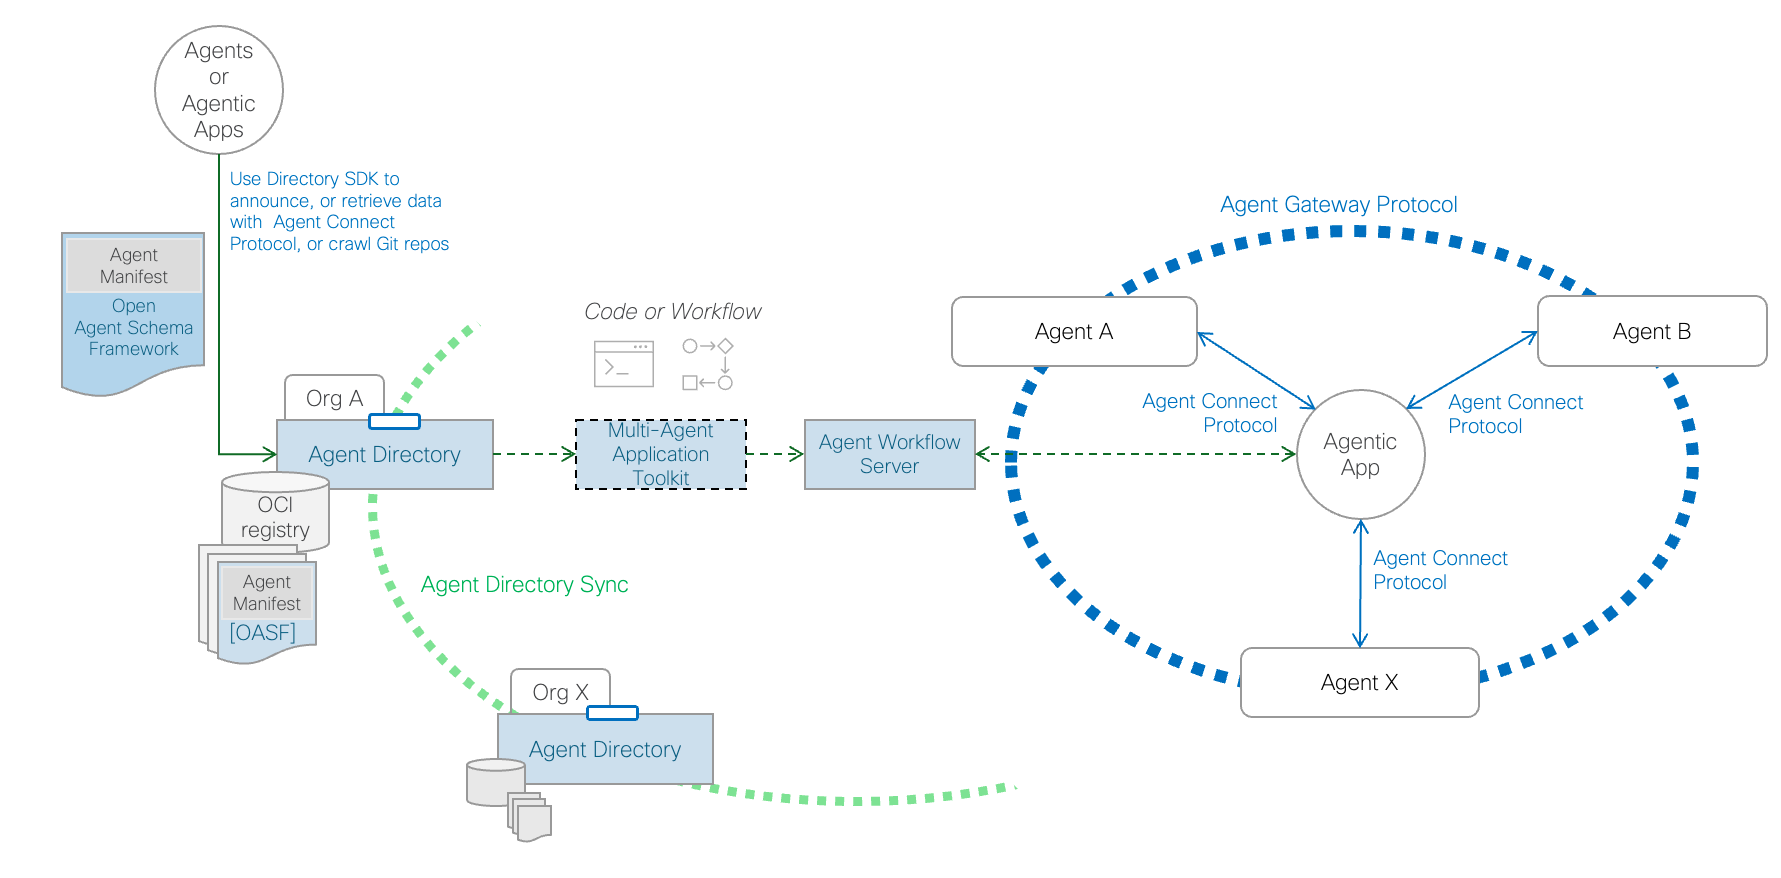 Agents
or
Agentic
Apps
Use Directory SDK to
announce, or retrieve data
with Agent Connect
Protocol, or crawl Git repos
Agent
Manifest
Open
Agent Schema
Framework
Org A
Agent Directory
OCI
registry
Agent
Manifest
[OASF]
Agent Directory Sync
Org X
Agent Directory
Code or Workflow
Multi-Agent
Application
Toolkit
Agent Workflow
Server
Agent Gateway Protocol
Agent A
Agent B
Agent Connect
Protocol
Agent Connect
Protocol
Agentic
App
Agent Connect
Protocol
Agent X